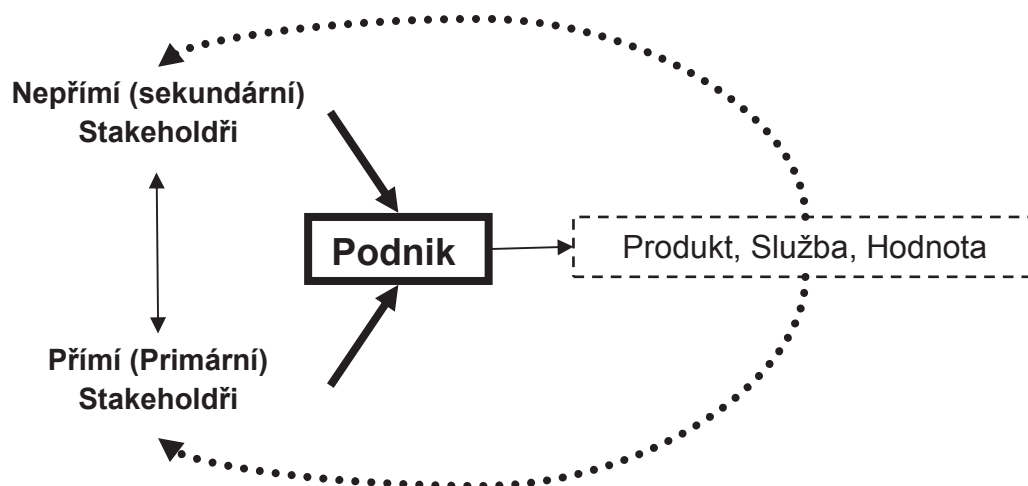 Nepřímí (sekundární)
Stakeholdři
Podnik
Produkt, Služba, Hodnota
Přímí (Primární)
Stakeholdři